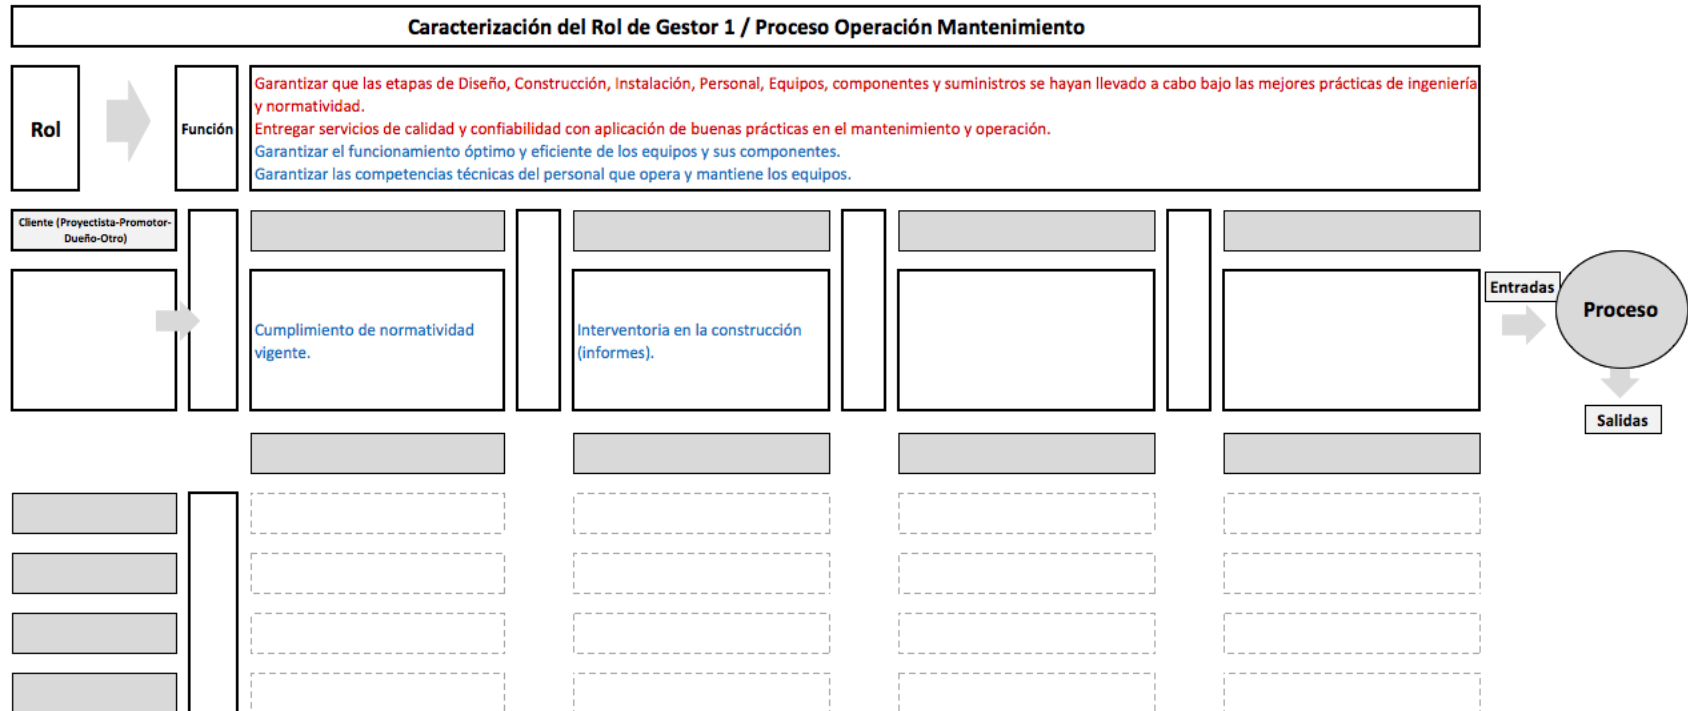 Caracterización del Rol de Gestor 1 / Proceso Operación Mantenimiento
Rol
Función
Garantizar que las etapas de Diseño, Construcción, Instalación, Personal, Equipos, componentes y suministros se hayan llevado a cabo bajo las mejores prácticas de ingeniería
y normatividad.
Entregar servicios de calidad y confiabilidad con aplicación de buenas prácticas en el mantenimiento y operación.
Garantizar el funcionamiento óptimo y eficiente de los equipos y sus componentes.
Garantizar las competencias técnicas del personal que opera y mantiene los equipos.
Cliente (Proyectista-Promotor-
Dueño-Otro)
Cumplimiento de normatividad
vigente.
Interventoria en la construcción
(informes).
Entradas
Proceso
Salidas